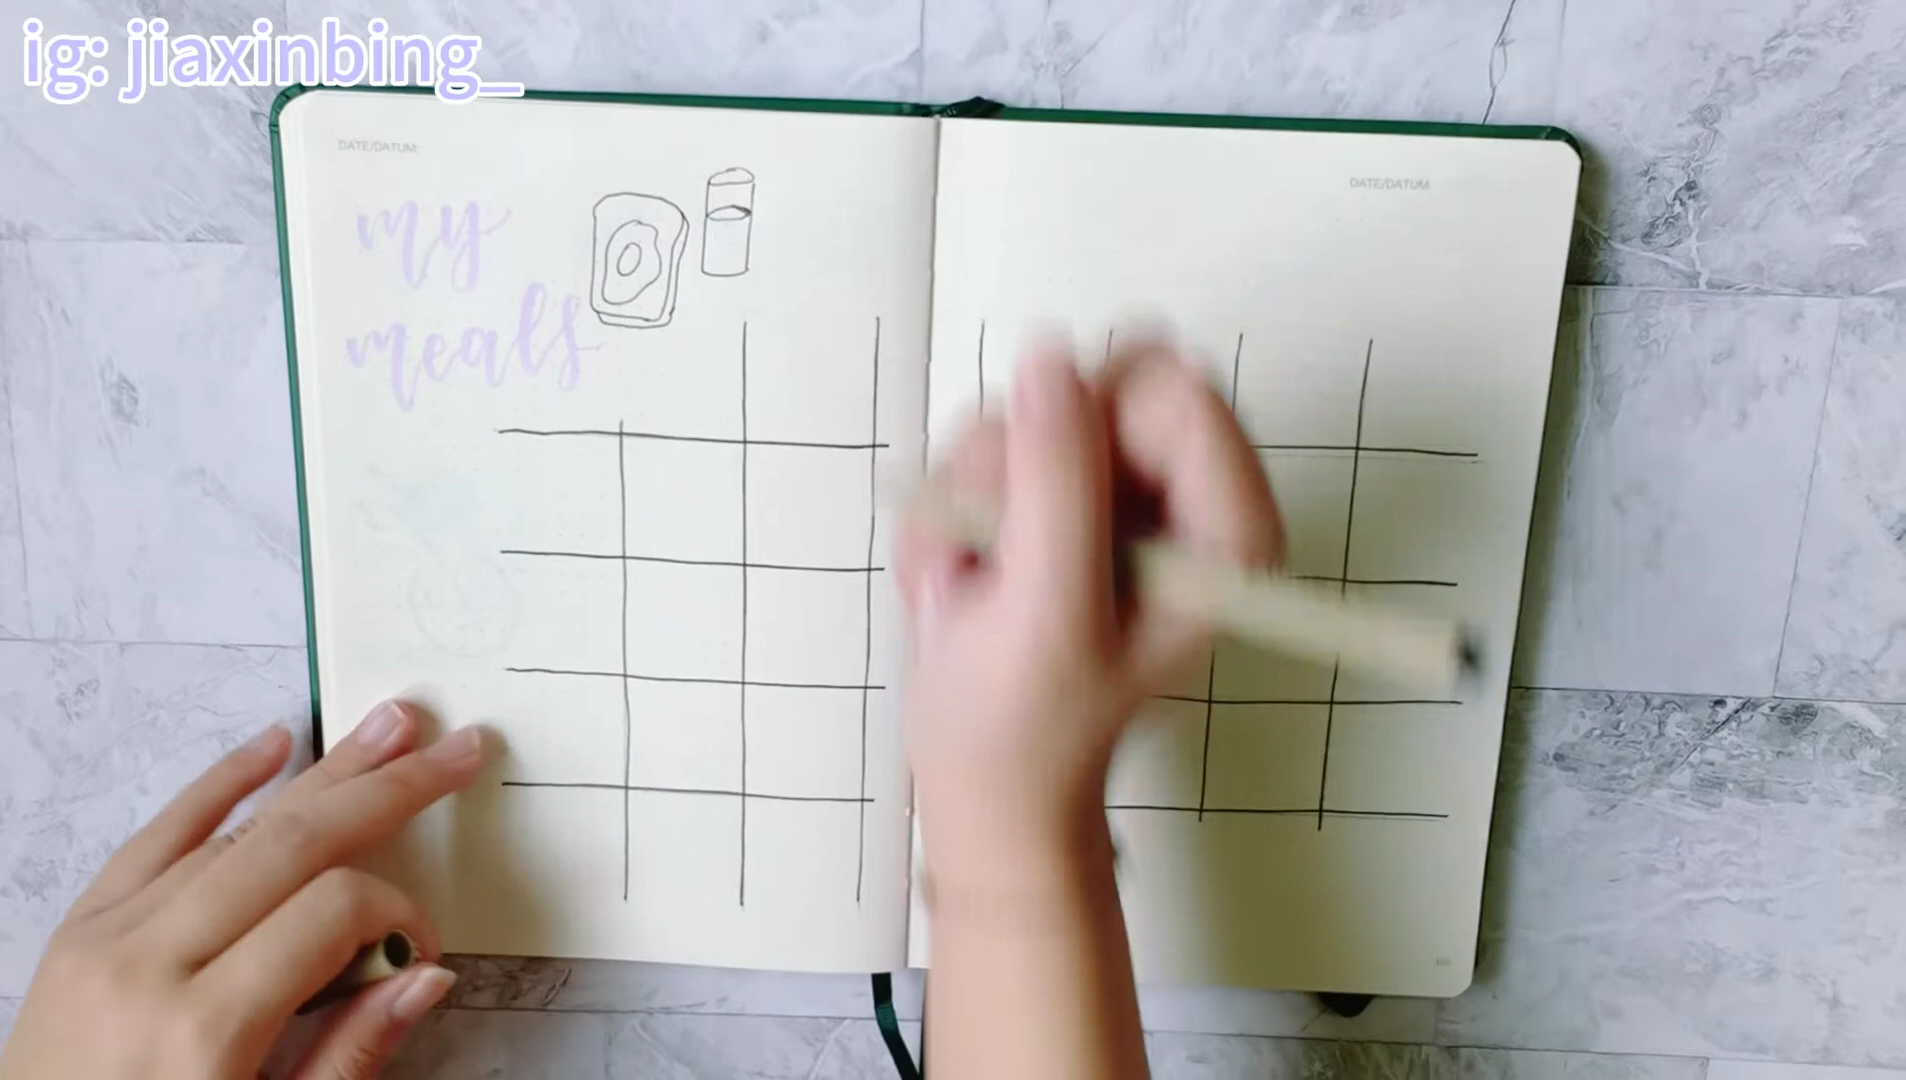 ig: jiaxinbing_
DATE/DATUM:
DATE/DATUM:
my
meals